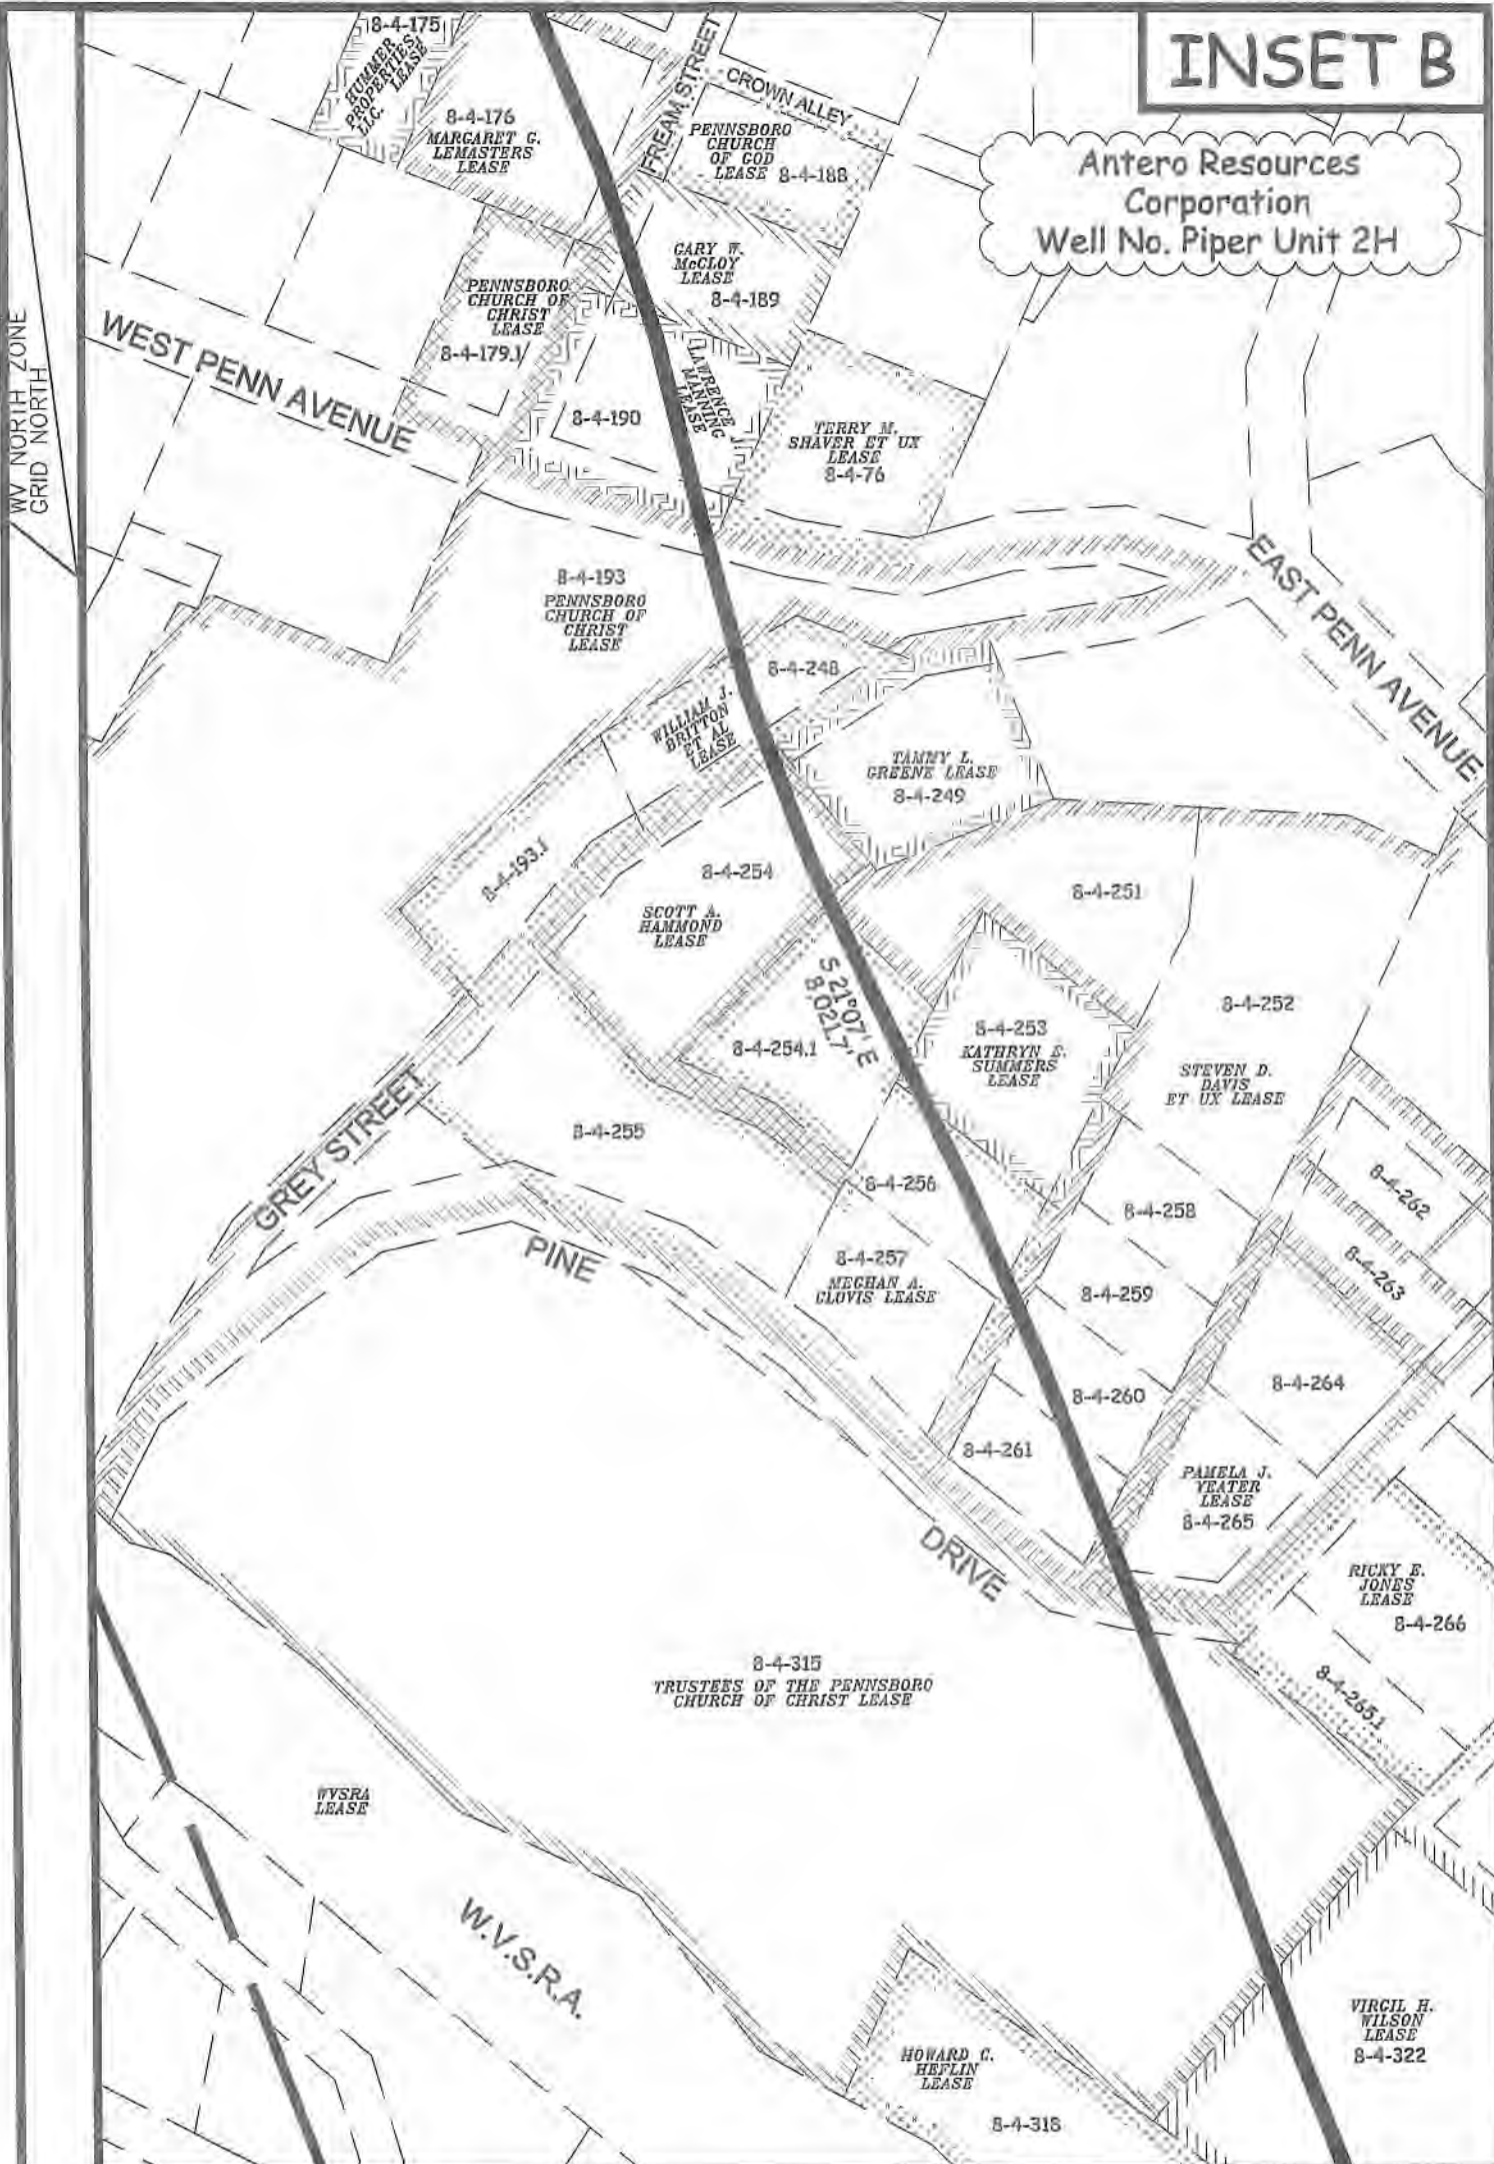 INSET B
Antero Resources
Corporation
Well No. Piper Unit 2H
WV NORTH ZONE
GRID NORTH
8-4-175
HUMMER
PROPERTIES,
LLC. LEASE
8-4-176
MARGARET G.
LEMASTERS
LEASE
FREAM STREET
CROWN ALLEY
PENNSBORO
CHURCH
OF GOD
LEASE 8-4-188
GARY W.
McCLOY
LEASE
8-4-189
PENNSBORO
CHURCH OF
CHRIST
LEASE
8-4-179.1
WEST PENN AVENUE
8-4-190
LAWRENCE
MANNING
LEASE
TERRY M.
SHAVER ET UX
LEASE
8-4-76
EAST PENN AVENUE
8-4-193
PENNSBORO
CHURCH OF
CHRIST
LEASE
8-4-248
WILLIAM J.
BRITTON
ET AL
LEASE
TAMMY L.
GREENE LEASE
8-4-249
8-4-193.1
8-4-254
SCOTT A.
HAMMOND
LEASE
8-4-251
S 21°07' E
8,021.7'
8-4-252
8-4-253
KATHRYN E.
SUMMERS
LEASE
8-4-254.1
STEVEN D.
DAVIS
ET UX LEASE
8-4-255
GREY STREET
8-4-256
8-4-262
8-4-258
8-4-257
MEGHAN A.
CLOVIS LEASE
8-4-263
PINE
8-4-259
8-4-264
8-4-260
8-4-261
PAMELA J.
YEATER
LEASE
8-4-265
DRIVE
RICKY E.
JONES
LEASE
8-4-266
8-4-265.1
8-4-315
TRUSTEES OF THE PENNSBORO
CHURCH OF CHRIST LEASE
WVSRA
LEASE
W.V.S.R.A.
VIRGIL H.
WILSON
LEASE
8-4-322
HOWARD C.
HEFLIN
LEASE
8-4-318